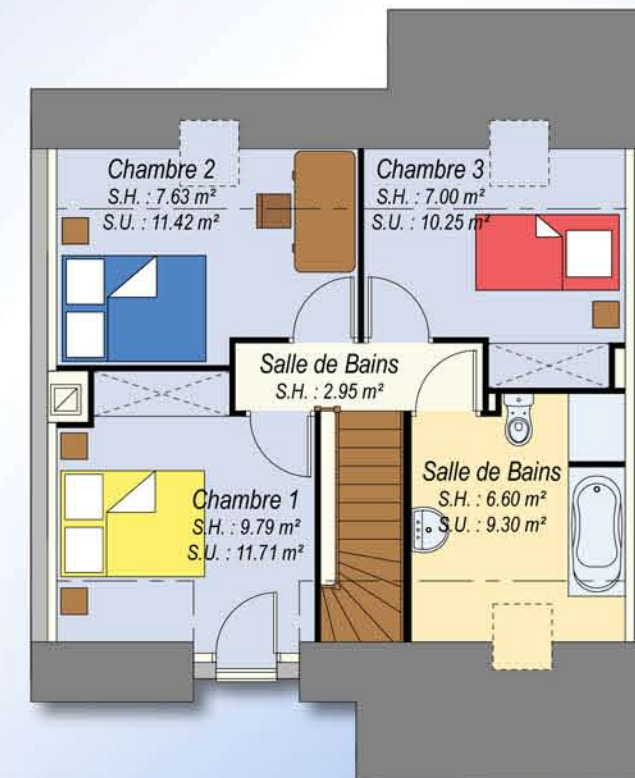 Chambre 2
S.H. : 7.63 m²
S.U. : 11.42 m²
Chambre 3
S.H. : 7.00 m²
S.U. : 10.25 m²
Salle de Bains
S.H. : 2.95 m²
Chambre 1
S.H. : 9.79 m²
S.U. : 11.71 m²
Salle de Bains
S.H. : 6.60 m²
S.U. : 9.30 m²